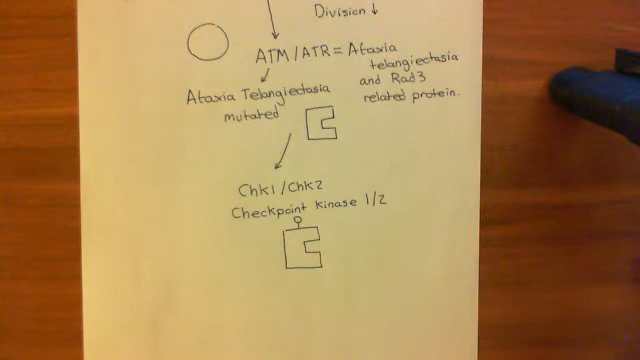 Division ↓
ATM/ATR = Ataxia
telangiectasia
and Rad3
related protein.
Ataxia Telangiectasia
mutated
Chk1/Chk2
Checkpoint kinase 1/2